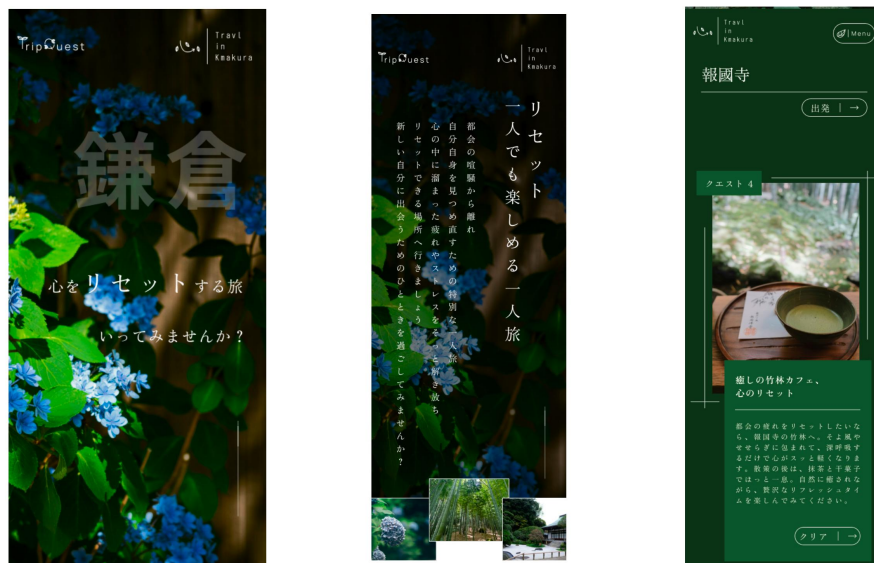 TripQuest
心
Travl
in
Kmakura
鎌倉
心をリセットする旅
いってみませんか？
TripQuest
心
Travl
in
Kmakura
リセット
一人でも楽しめる一人旅
都会の喧騒から離れ
自分自身を見つめ直すための特別な一人旅
心の中に溜まった疲れやストレスをそっと解き放ち
リセットできる場所へ行きましょう
新しい自分に出会うためのひとときを過ごしてみませんか？
心
Travl
in
Kmakura
Menu
報國寺
出発 | →
クエスト 4
癒しの竹林カフェ、
心のリセット
都会の疲れをリセットしたいな
ら、報国寺の竹林へ。そよ風や
せせらぎに包まれて、深呼吸す
るだけで心がスッと軽くなりま
す。散策の後は、抹茶と干菓子
でほっと一息。自然に癒されな
がら、贅沢なリフレッシュタイ
ムを楽しんでみてください。
クリア | →